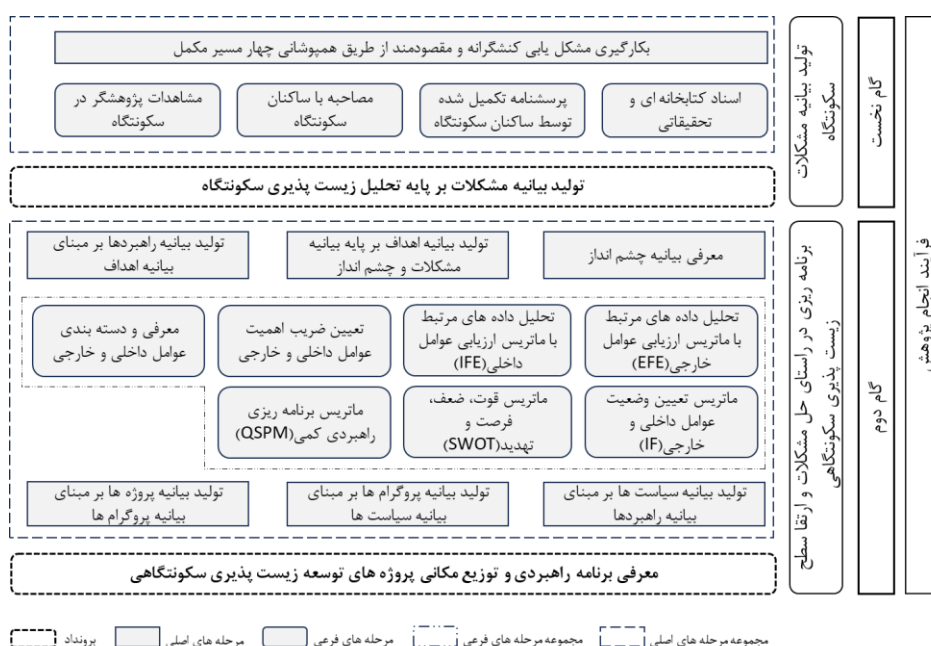 فرآیند انجام پژوهش
گام نخست
تولید بیانیه مشکلات
سکونتگاه
بکارگیری مشکل یابی کنشگرانه و مقصودمند از طریق همپوشانی چهار مسیر مکمل
اسناد کتابخانه ای و
تحقیقاتی
پرسشنامه تکمیل شده
توسط ساکنان سکونتگاه
مصاحبه با ساکنان
سکونتگاه
مشاهدات پژوهشگر در
سکونتگاه
تولید بیانیه مشکلات بر پایه تحلیل زیست پذیری سکونتگاه
گام دوم
برنامه ریزی در راستای حل مشکلات و ارتقا سطح
زیست پذیری سکونتگاهی
معرفی بیانیه چشم انداز
تولید بیانیه اهداف بر پایه بیانیه
مشکلات و چشم انداز
تولید بیانیه راهبردها بر مبنای
بیانیه اهداف
تحلیل داده های مرتبط
با ماتریس ارزیابی عوامل
خارجی(EFE)
تحلیل داده های مرتبط
با ماتریس ارزیابی عوامل
داخلی(IFE)
تعیین ضریب اهمیت
عوامل داخلی و خارجی
معرفی و دسته بندی
عوامل داخلی و خارجی
ماتریس تعیین وضعیت
عوامل داخلی و
خارجی(IF)
ماتریس قوت، ضعف،
فرصت و
تهدید(SWOT)
ماتریس برنامه ریزی
راهبردی کمی(QSPM)
تولید بیانیه سیاست ها بر مبنای
بیانیه راهبردها
تولید بیانیه پروگرام ها بر مبنای
بیانیه سیاست ها
تولید بیانیه پروژه ها بر مبنای
بیانیه پروگرام ها
معرفی برنامه راهبردی و توزیع مکانی پروژه های توسعه زیست پذیری سکونتگاهی
مجموعه مرحله های اصلی
مجموعه مرحله های فرعی
مرحله های فرعی
مرحله های اصلی
برونداد